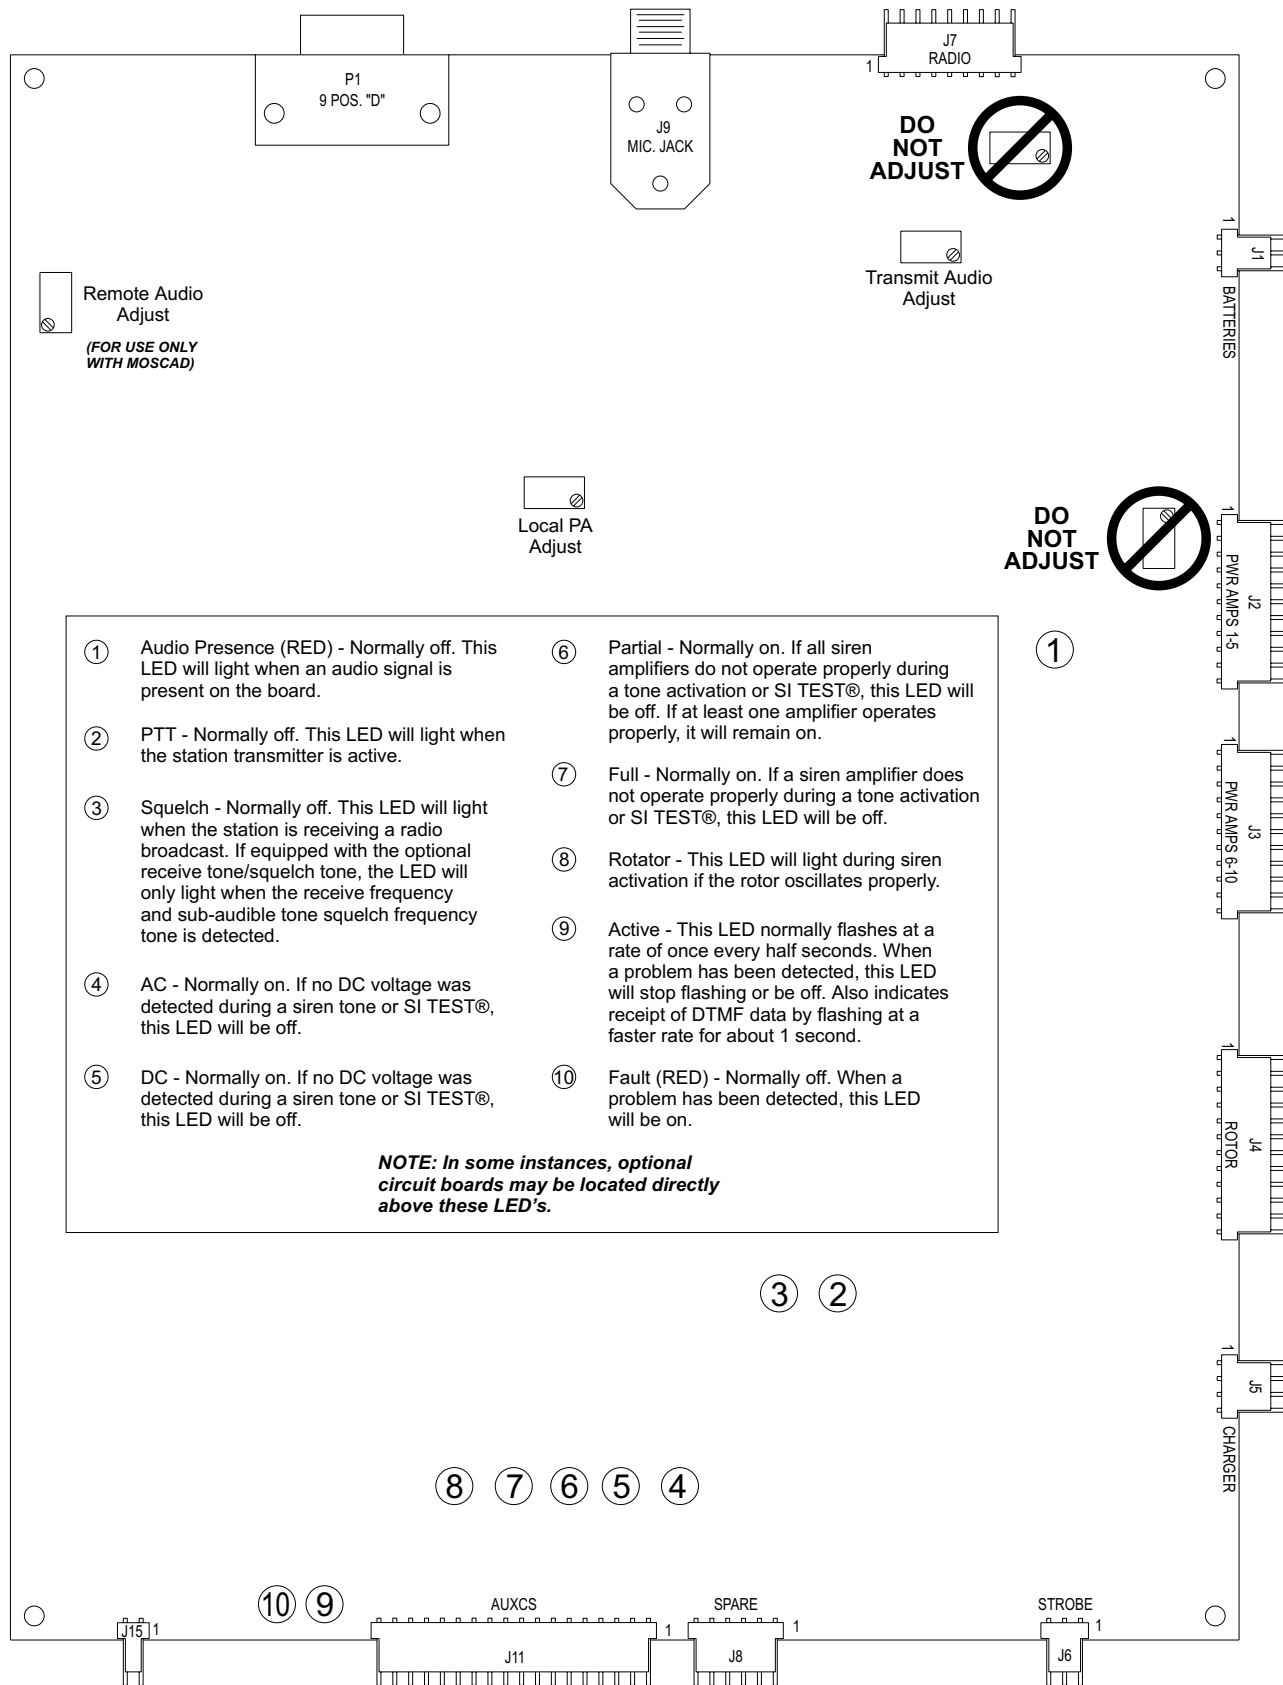 P1
9 POS. "D"
J9
MIC. JACK
J7
RADIO
1
DO
NOT
ADJUST
Transmit Audio
Adjust
1
J1
BATTERIES
Remote Audio
Adjust
(FOR USE ONLY
WITH MOSCAD)
Local PA
Adjust
DO
NOT
ADJUST
1
J2
PWR AMPS 1-5
1
1 Audio Presence (RED) - Normally off. This
LED will light when an audio signal is
present on the board.
2 PTT - Normally off. This LED will light when
the station transmitter is active.
3 Squelch - Normally off. This LED will light
when the station is receiving a radio
broadcast. If equipped with the optional
receive tone/squelch tone, the LED will
only light when the receive frequency
and sub-audible tone squelch frequency
tone is detected.
4 AC - Normally on. If no DC voltage was
detected during a siren tone or SI TEST®,
this LED will be off.
5 DC - Normally on. If no DC voltage was
detected during a siren tone or SI TEST®,
this LED will be off.
6 Partial - Normally on. If all siren
amplifiers do not operate properly during
a tone activation or SI TEST®, this LED will
be off. If at least one amplifier operates
properly, it will remain on.
7 Full - Normally on. If a siren amplifier does
not operate properly during a tone activation
or SI TEST®, this LED will be off.
8 Rotator - This LED will light during siren
activation if the rotor oscillates properly.
9 Active - This LED normally flashes at a
rate of once every half seconds. When
a problem has been detected, this LED
will stop flashing or be off. Also indicates
receipt of DTMF data by flashing at a
faster rate for about 1 second.
10 Fault (RED) - Normally off. When a
problem has been detected, this LED
will be on.
NOTE: In some instances, optional
circuit boards may be located directly
above these LED's.
1
J3
PWR AMPS 6-10
1
J4
ROTOR
3 2
1
J5
CHARGER
8 7 6 5 4
10 9
J15 1
AUXCS
1
J11
SPARE
1
J8
STROBE
1
J6